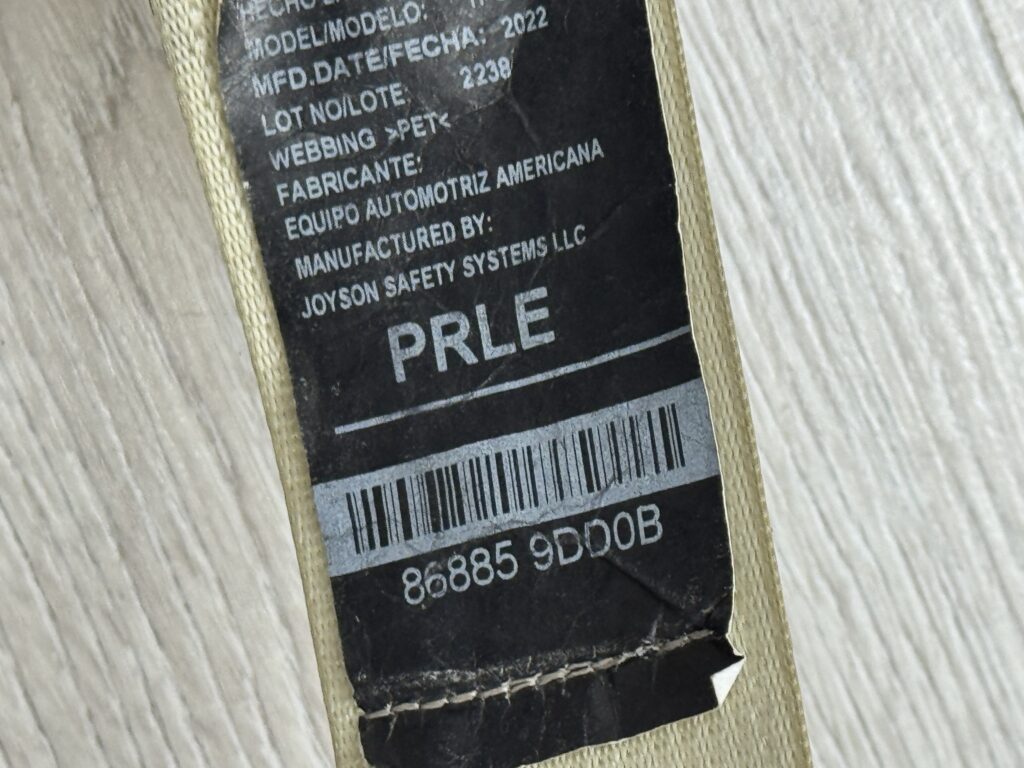 HECHO
MODEL/MODELO:
MFD.DATE/FECHA: 2022
LOT NO/LOTE: 2238
WEBBING >PET<
FABRICANTE:
EQUIPO AUTOMOTRIZ AMERICANA
MANUFACTURED BY:
JOYSON SAFETY SYSTEMS LLC
PRLE
86885 9DD0B